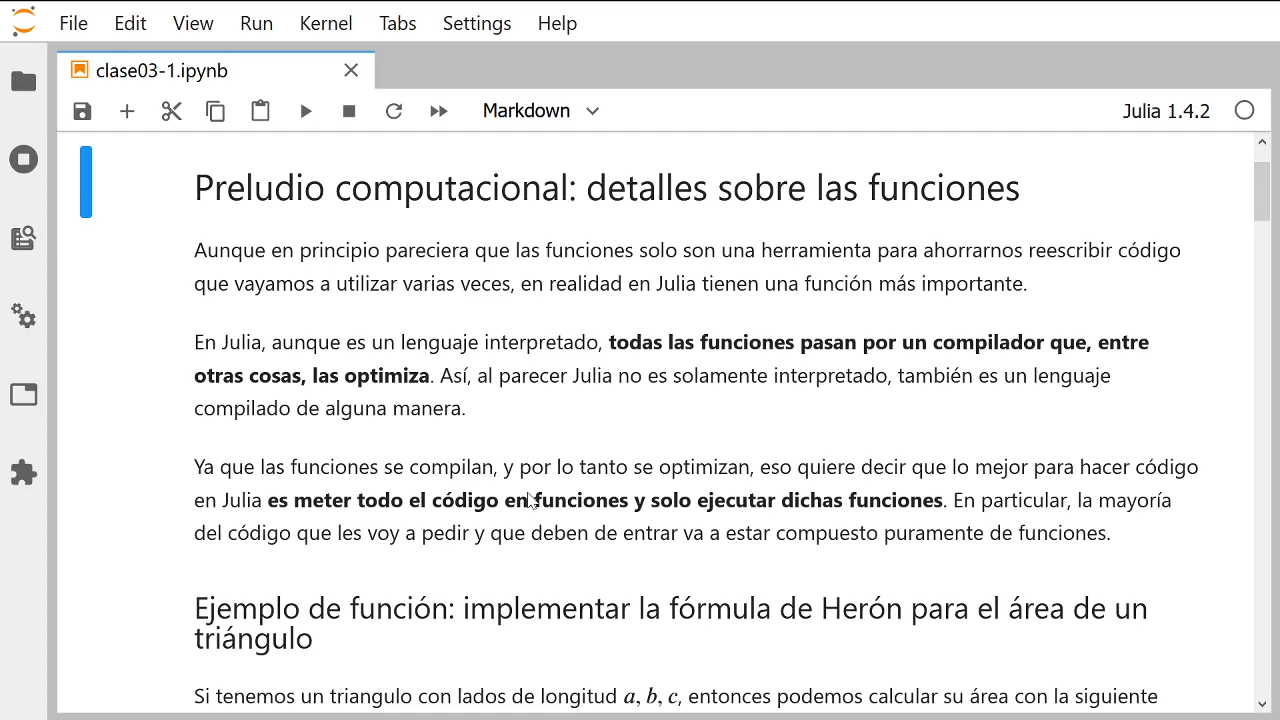 File Edit View Run Kernel Tabs Settings Help
clase03-1.ipynb
Markdown Julia 1.4.2
Preludio computacional: detalles sobre las funciones
Aunque en principio pareciera que las funciones solo son una herramienta para ahorrarnos reescribir código
que vayamos a utilizar varias veces, en realidad en Julia tienen una función más importante.
En Julia, aunque es un lenguaje interpretado, todas las funciones pasan por un compilador que, entre
otras cosas, las optimiza. Así, al parecer Julia no es solamente interpretado, también es un lenguaje
compilado de alguna manera.
Ya que las funciones se compilan, y por lo tanto se optimizan, eso quiere decir que lo mejor para hacer código
en Julia es meter todo el código en funciones y solo ejecutar dichas funciones. En particular, la mayoría
del código que les voy a pedir y que deben de entrar va a estar compuesto puramente de funciones.
Ejemplo de función: implementar la fórmula de Herón para el área de un
triángulo
Si tenemos un triangulo con lados de longitud a, b, c, entonces podemos calcular su área con la siguiente